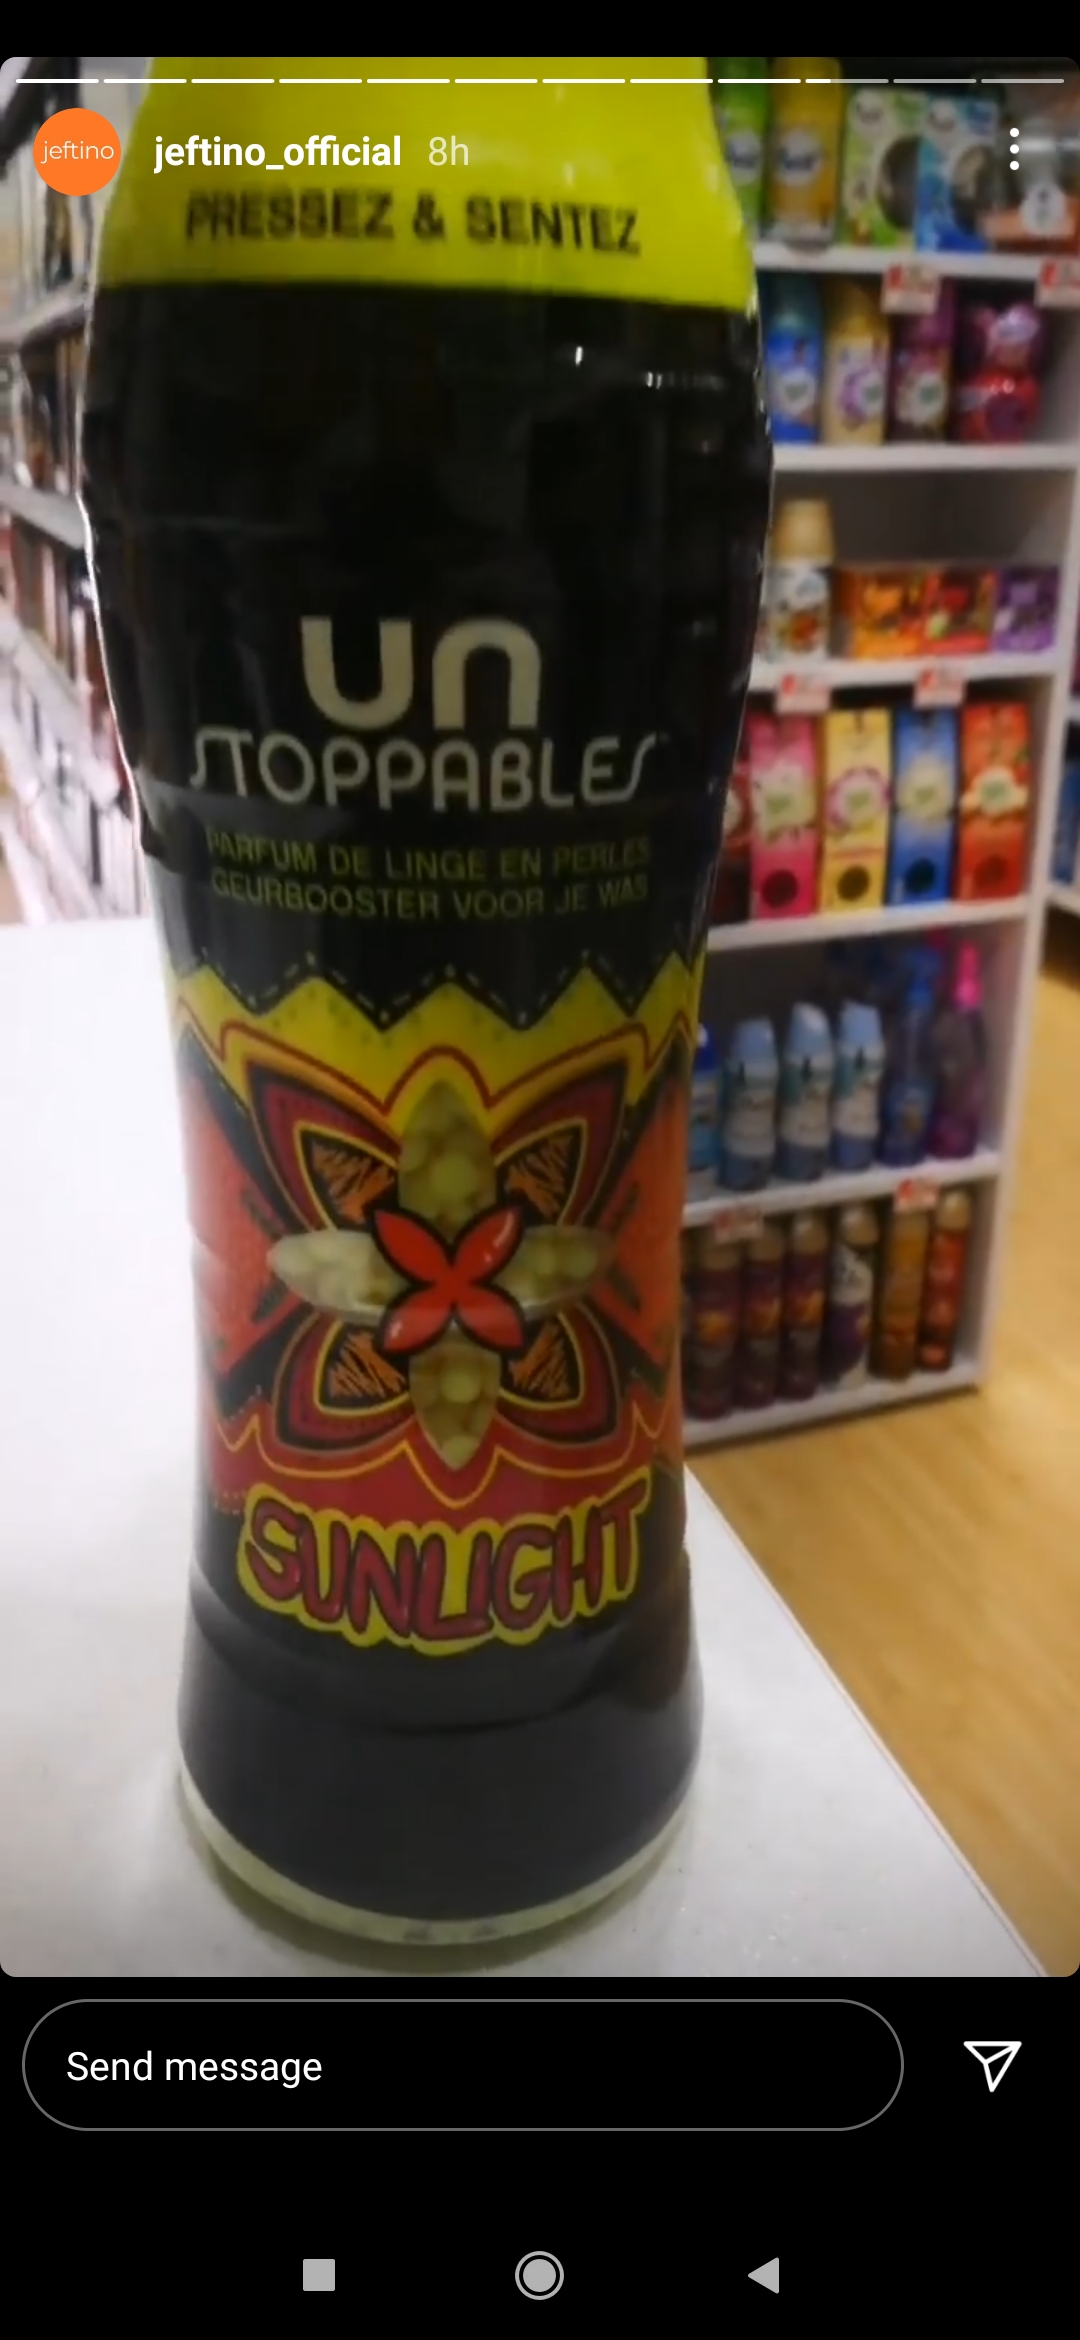 jeftino
jeftino_official 8h
PRESSEZ & SENTEZ
un
STOPPABLES
PARFUM DE LINGE EN PERLES
GEURBOOSTER VOOR JE WAS
SUNLIGHT
Send message